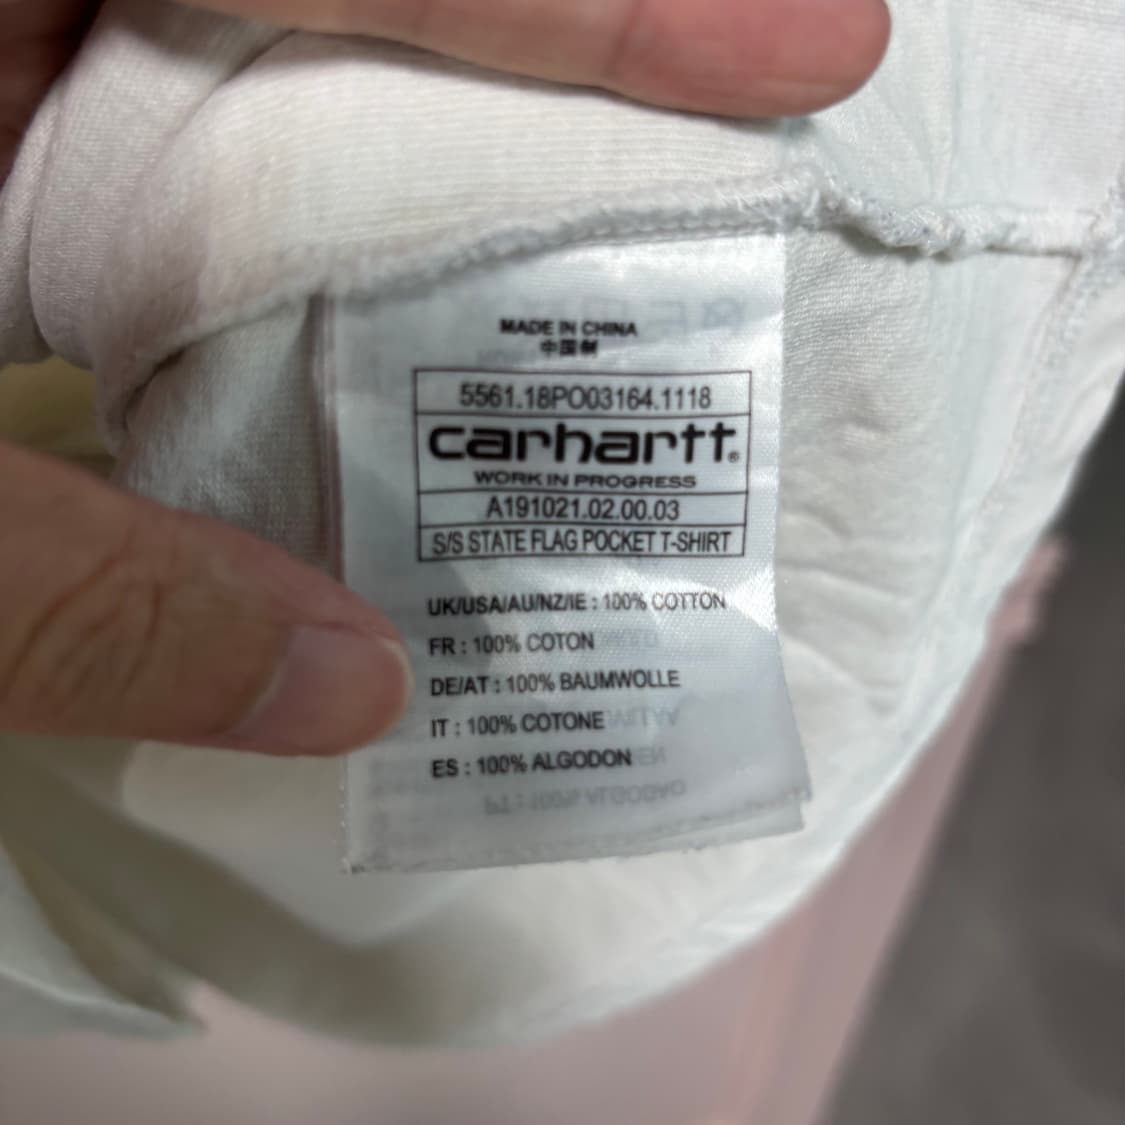 MADE IN CHINA
中国制
5561.18PO03164.1118
carhartt®
WORK IN PROGRESS
A191021.02.00.03
S/S STATE FLAG POCKET T-SHIRT
UK/USA/AU/NZ/IE : 100% COTTON
FR : 100% COTON
DE/AT : 100% BAUMWOLLE
IT : 100% COTONE
ES : 100% ALGODON